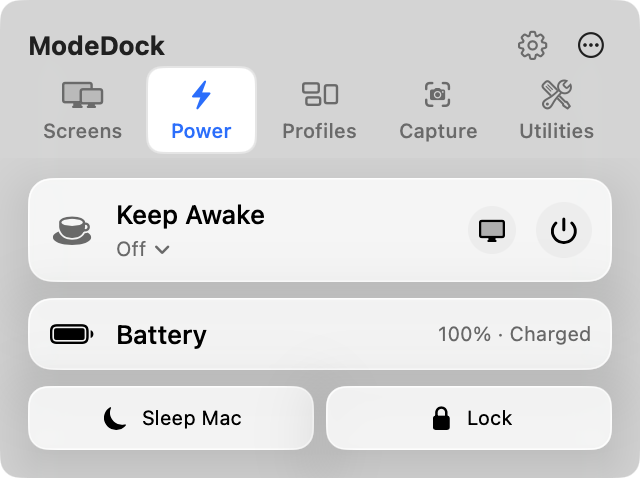 ModeDock
Screens
Power
Profiles
Capture
Utilities
Keep Awake
Off
Battery
100% · Charged
Sleep Mac
Lock